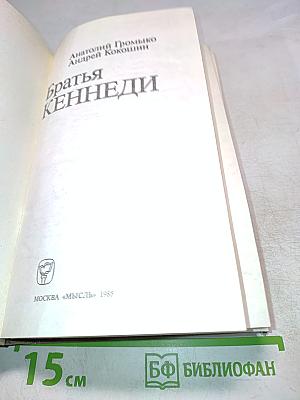 Анатолий Громыко
Андрей Кокошин
Братья
КЕННЕДИ
МОСКВА «МЫСЛЬ» 1985
15 см
БФ БИБЛИОФАН